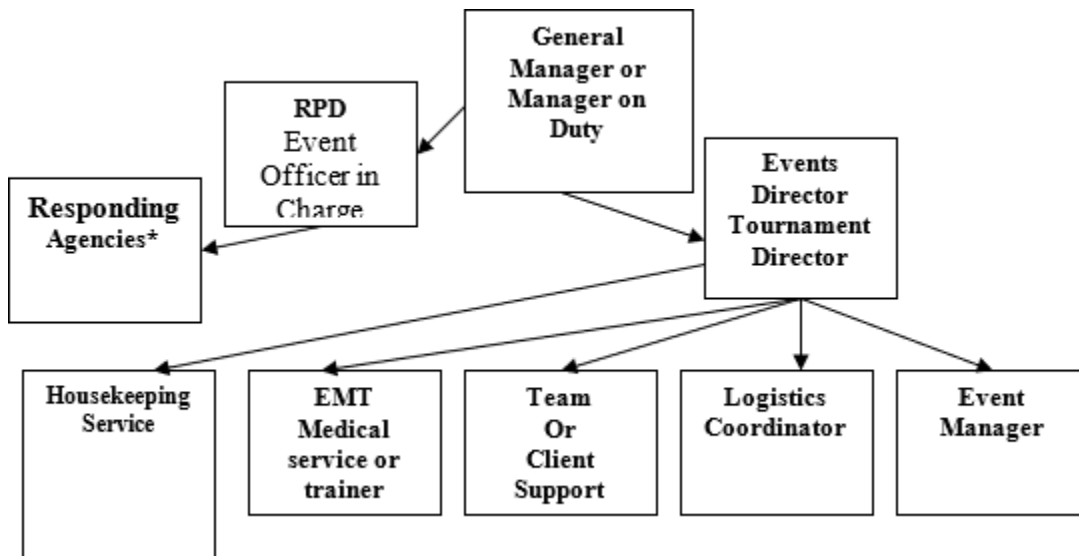 General
Manager or
Manager on
Duty
RPD
Event
Officer in
Charge
Events
Director
Tournament
Director
Responding
Agencies*
Housekeeping
Service
EMT
Medical
service or
trainer
Team
Or
Client
Support
Logistics
Coordinator
Event
Manager